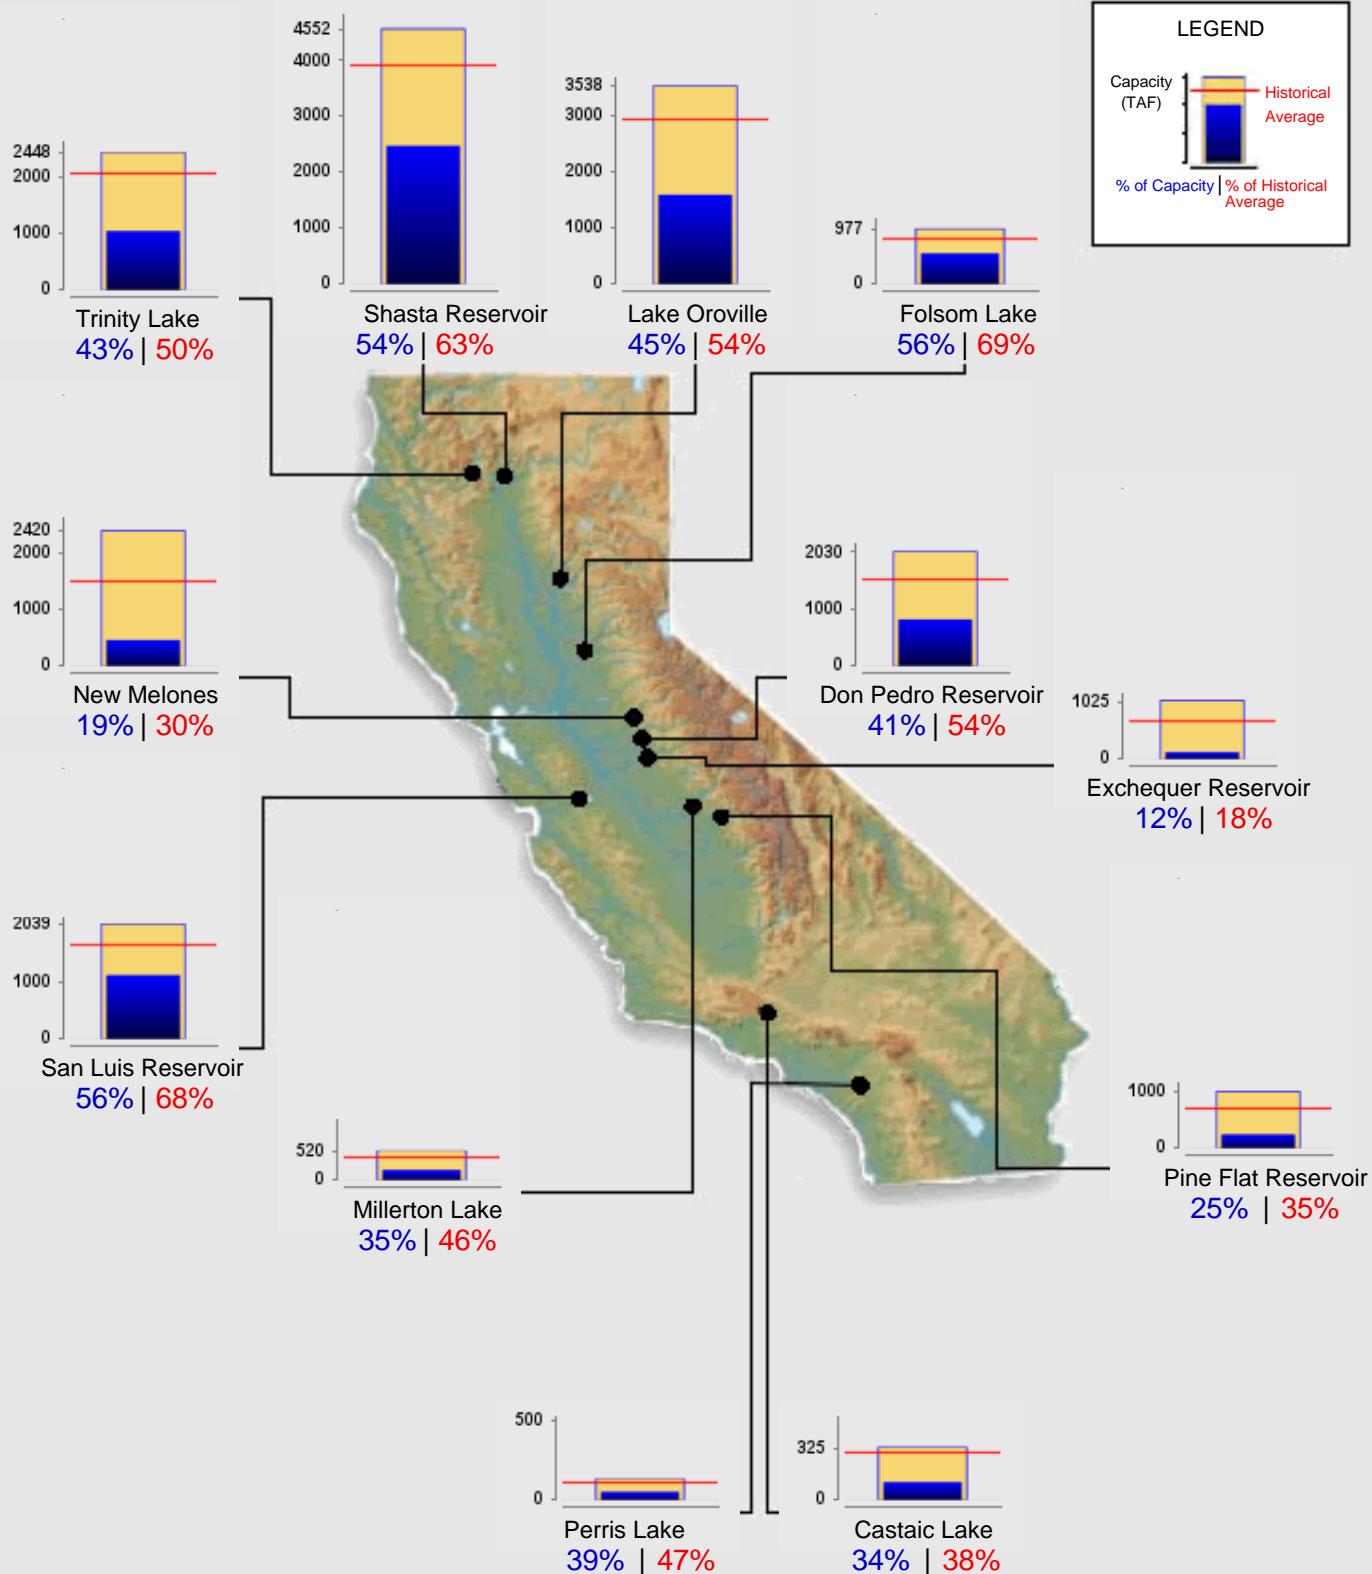 LEGEND
Capacity
(TAF)
Historical
Average
% of Capacity | % of Historical
Average
2448
2000
1000
0
Trinity Lake
43% | 50%
4552
4000
3000
2000
1000
0
Shasta Reservoir
54% | 63%
3538
3000
2000
1000
0
Lake Oroville
45% | 54%
977
0
Folsom Lake
56% | 69%
2420
2000
1000
0
New Melones
19% | 30%
2030
1000
0
Don Pedro Reservoir
41% | 54%
1025
0
Exchequer Reservoir
12% | 18%
2039
1000
0
San Luis Reservoir
56% | 68%
520
0
Millerton Lake
35% | 46%
1000
0
Pine Flat Reservoir
25% | 35%
500
0
Perris Lake
39% | 47%
325
0
Castaic Lake
34% | 38%